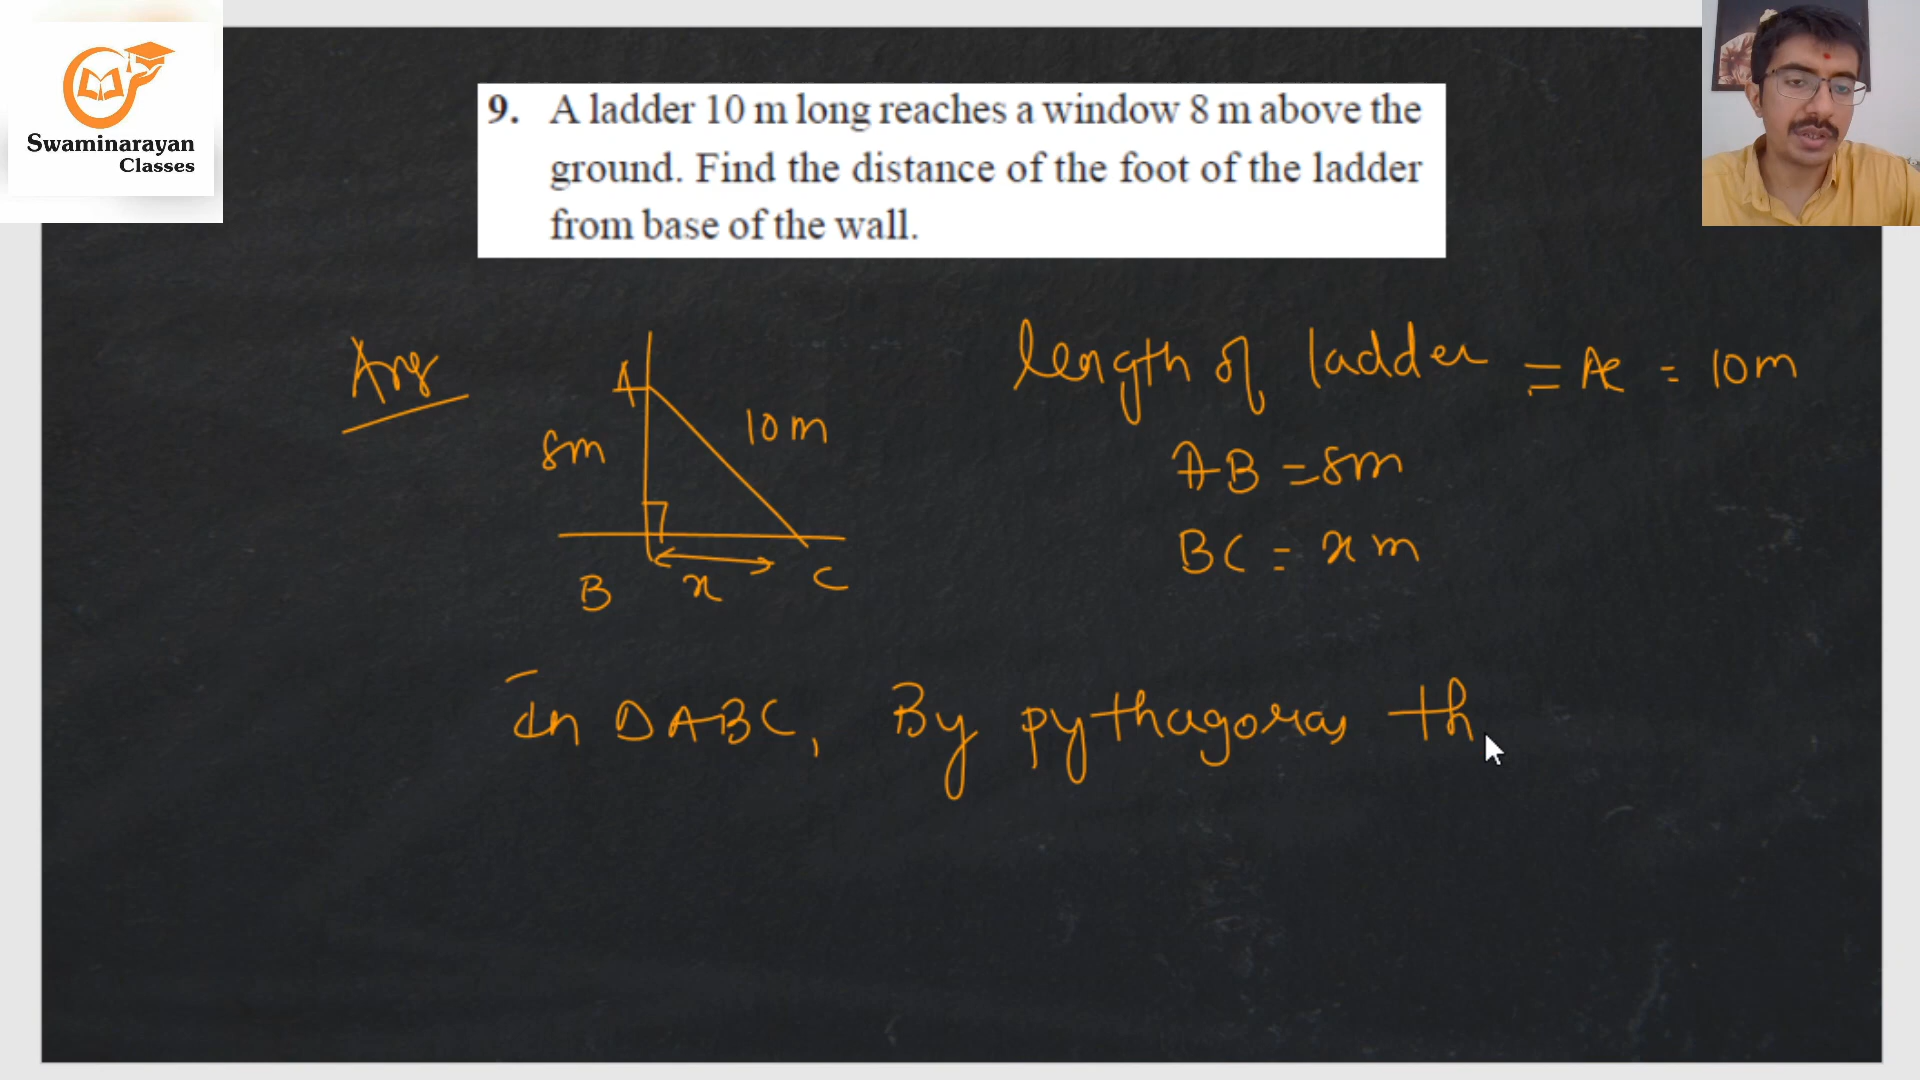 Swaminarayan
Classes
9. A ladder 10 m long reaches a window 8 m above the
ground. Find the distance of the foot of the ladder
from base of the wall.
Ans
A
8m
10m
B
x
C
length of ladder = AC = 10m
AB = 8m
BC = x m
In ΔABC, By pythagoras th